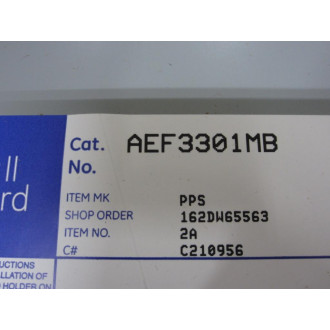 Cat. No. AEF3301MB
ll
rd
ITEM MK PPS
SHOP ORDER 162DW65563
ITEM NO. 2A
C# C210956
UCTIONS
LLATION OF
HOLDER ON